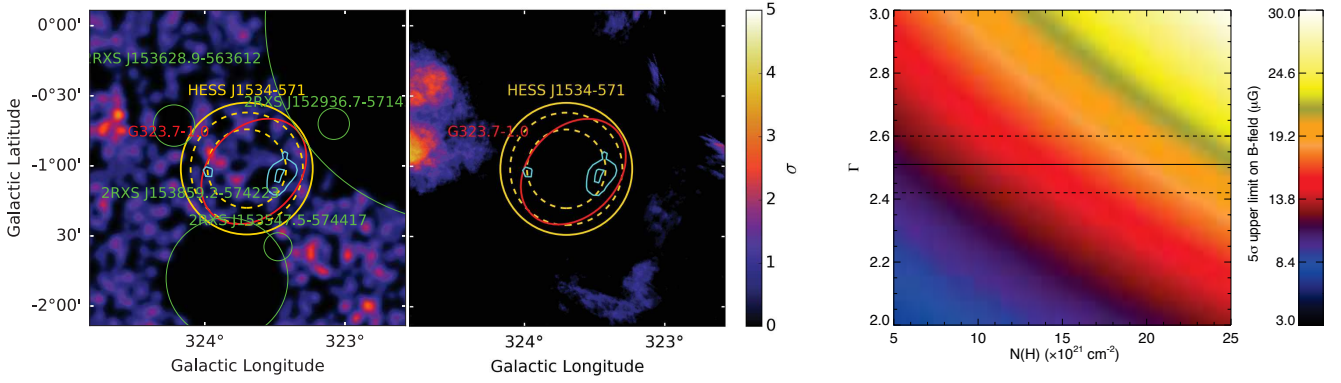 0°00'
-0°30'
-1°00'
1°30'
-2°00'
Galactic Latitude
2RXS J153628.9-563612
HESS J1534-571
2RXS J152936.7-5714
G323.7-1.0
2RXS J153859.2-574222
2RXS J153547.5-574417
324°
323°
Galactic Longitude
HESS J1534-571
G323.7-1.0
324°
323°
Galactic Longitude
5
4
3
2
1
0
σ
3.0
2.8
2.6
2.4
2.2
2.0
Γ
5
10
15
20
25
N(H) (×10²¹ cm⁻²)
5σ upper limit on B-field (μG)
30.0
24.6
19.2
13.8
8.4
3.0